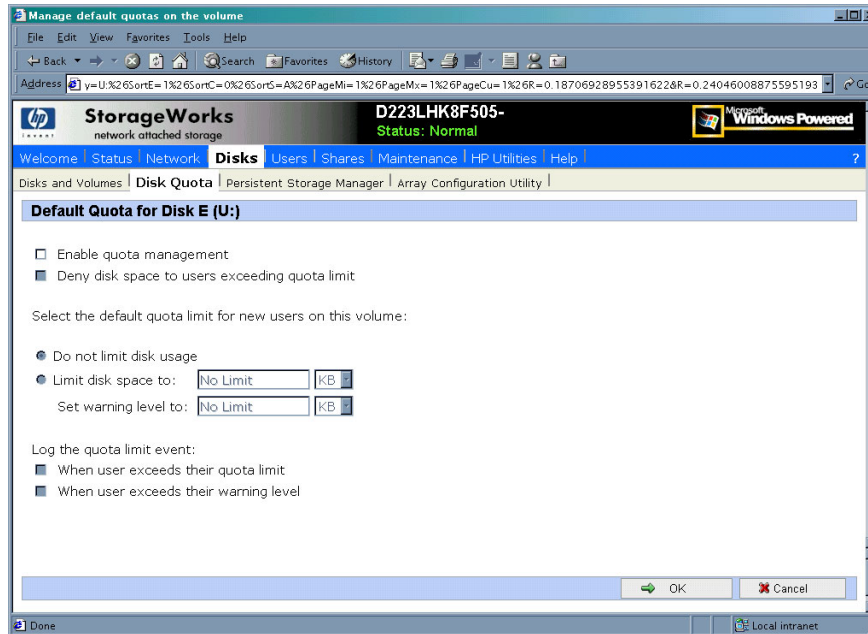 Manage default quotas on the volume
File Edit View Favorites Tools Help
Back Search Favorites History
Address y=U:%26SortE=1%26SortC=0%26SortS=A%26PageMi=1%26PageMx=1%26PageCu=1%26R=0.18706928955391622&R=0.24046008875595193 Go
hp StorageWorks D223LHK8F505- Microsoft Windows Powered
invent network attached storage Status: Normal
Welcome Status Network Disks Users Shares Maintenance HP Utilities Help ?
Disks and Volumes Disk Quota Persistent Storage Manager Array Configuration Utility
Default Quota for Disk E (U:)
Enable quota management
Deny disk space to users exceeding quota limit
Select the default quota limit for new users on this volume:
Do not limit disk usage
Limit disk space to: No Limit KB
Set warning level to: No Limit KB
Log the quota limit event:
When user exceeds their quota limit
When user exceeds their warning level
OK Cancel
Done Local intranet